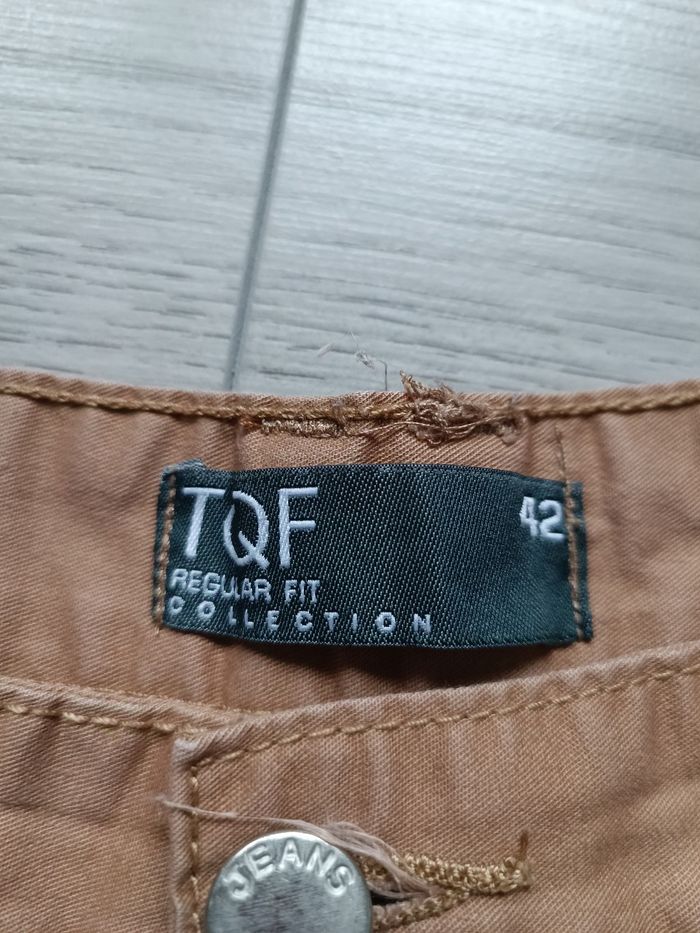 TQF
42
REGULAR FIT
COLLECTION
JEANS